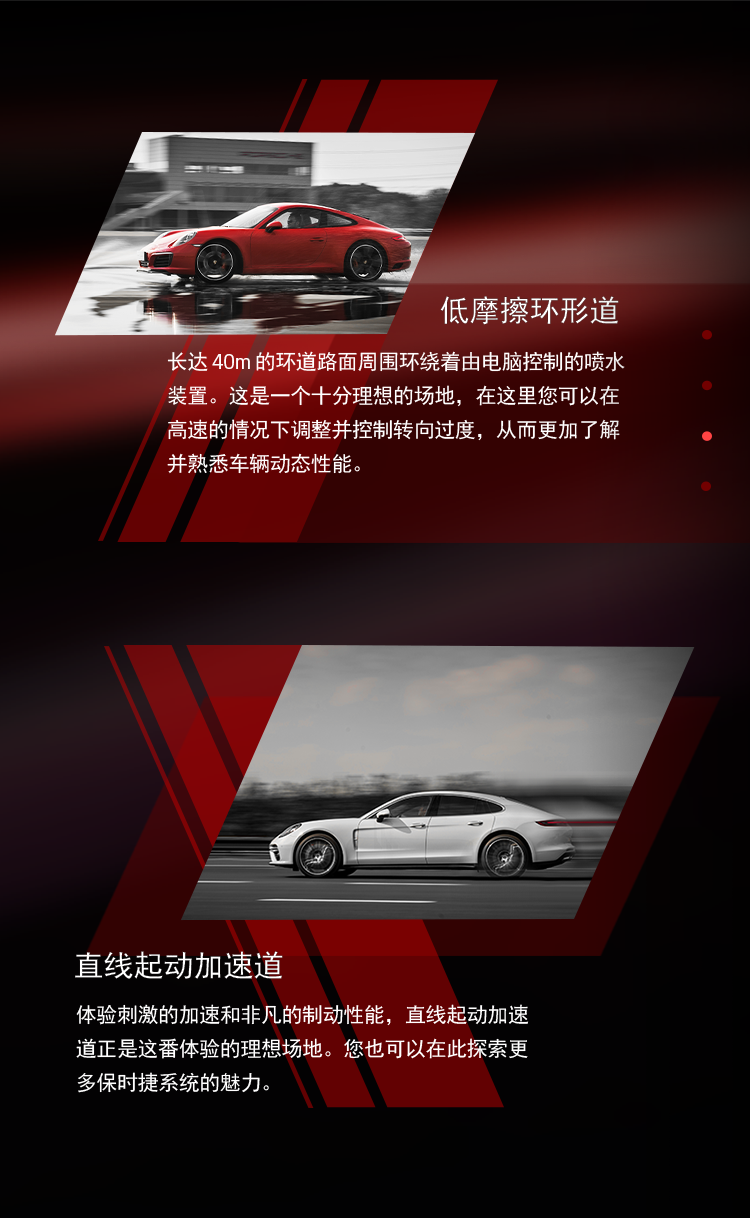 低摩擦环形道
长达 40m 的环道路面周围环绕着由电脑控制的喷水
装置。这是一个十分理想的场地，在这里您可以在
高速的情况下调整并控制转向过度，从而更加了解
并熟悉车辆动态性能。
直线起动加速道
体验刺激的加速和非凡的制动性能，直线起动加速
道正是这番体验的理想场地。您也可以在此探索更
多保时捷系统的魅力。